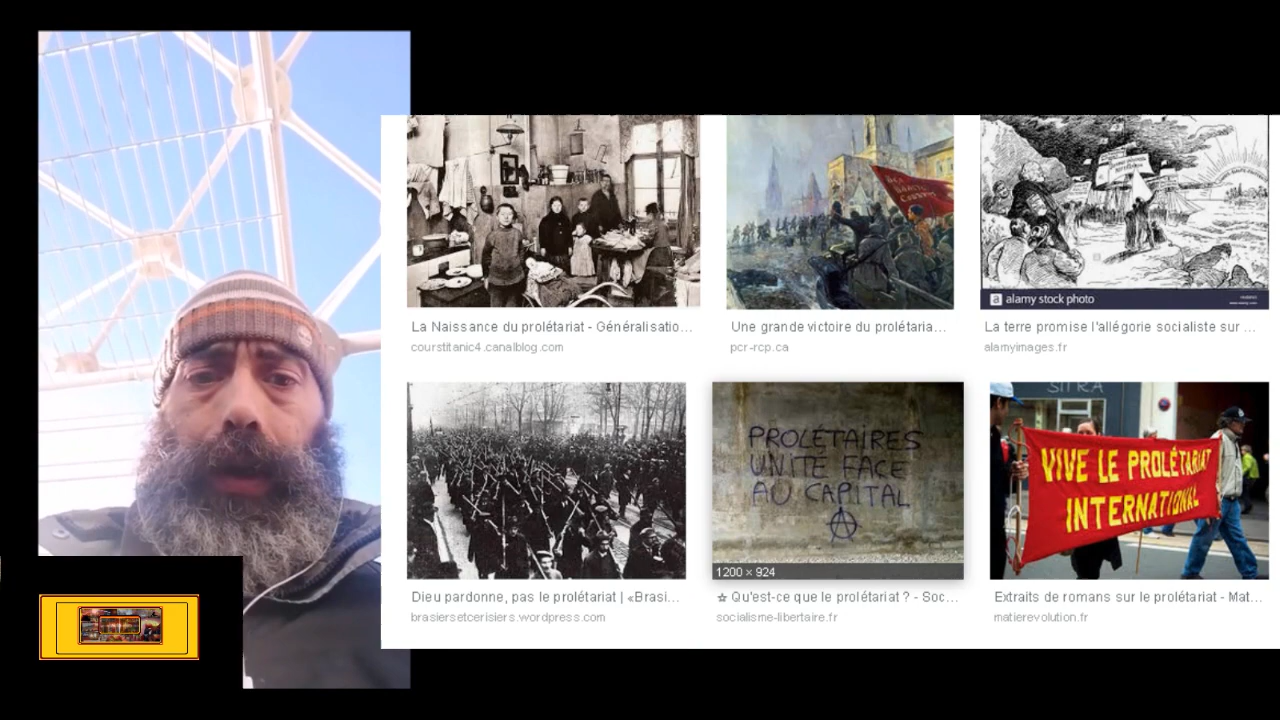 alamy stock photo
La Naissance du prolétariat - Généralisatio...
courstitanic4.canalblog.com
Une grande victoire du prolétaria...
pcr-rcp.ca
La terre promise l'allégorie socialiste sur ...
alamyimages.fr
PROLÉTAIRES
UNITE FACE
AU CAPITAL
1200 × 924
SITRA
VIVE LE PROLÉTARIAT
INTERNATIONAL
Dieu pardonne, pas le prolétariat | «Brasi...
brasiersetcerisiers.wordpress.com
☆ Qu'est-ce que le prolétariat ? - Soc...
socialisme-libertaire.fr
Extraits de romans sur le prolétariat - Mat...
matierevolution.fr